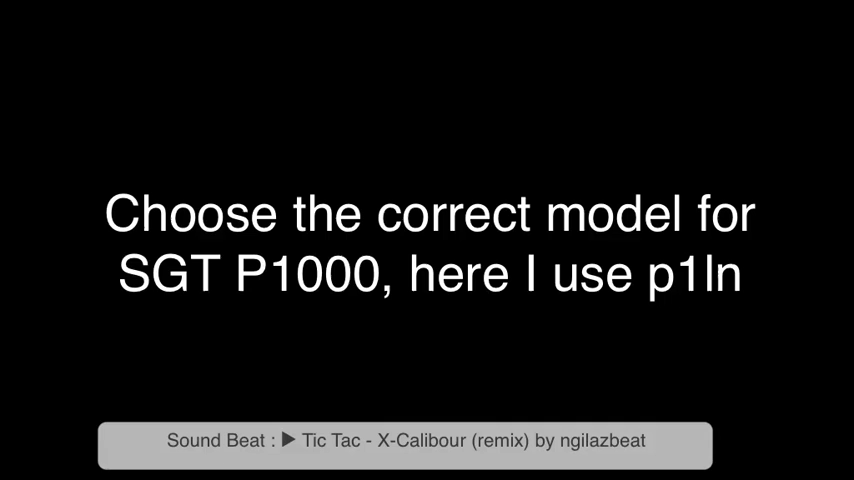 Choose the correct model for
SGT P1000, here I use p1ln
Sound Beat : ▶ Tic Tac - X-Calibour (remix) by ngilazbeat